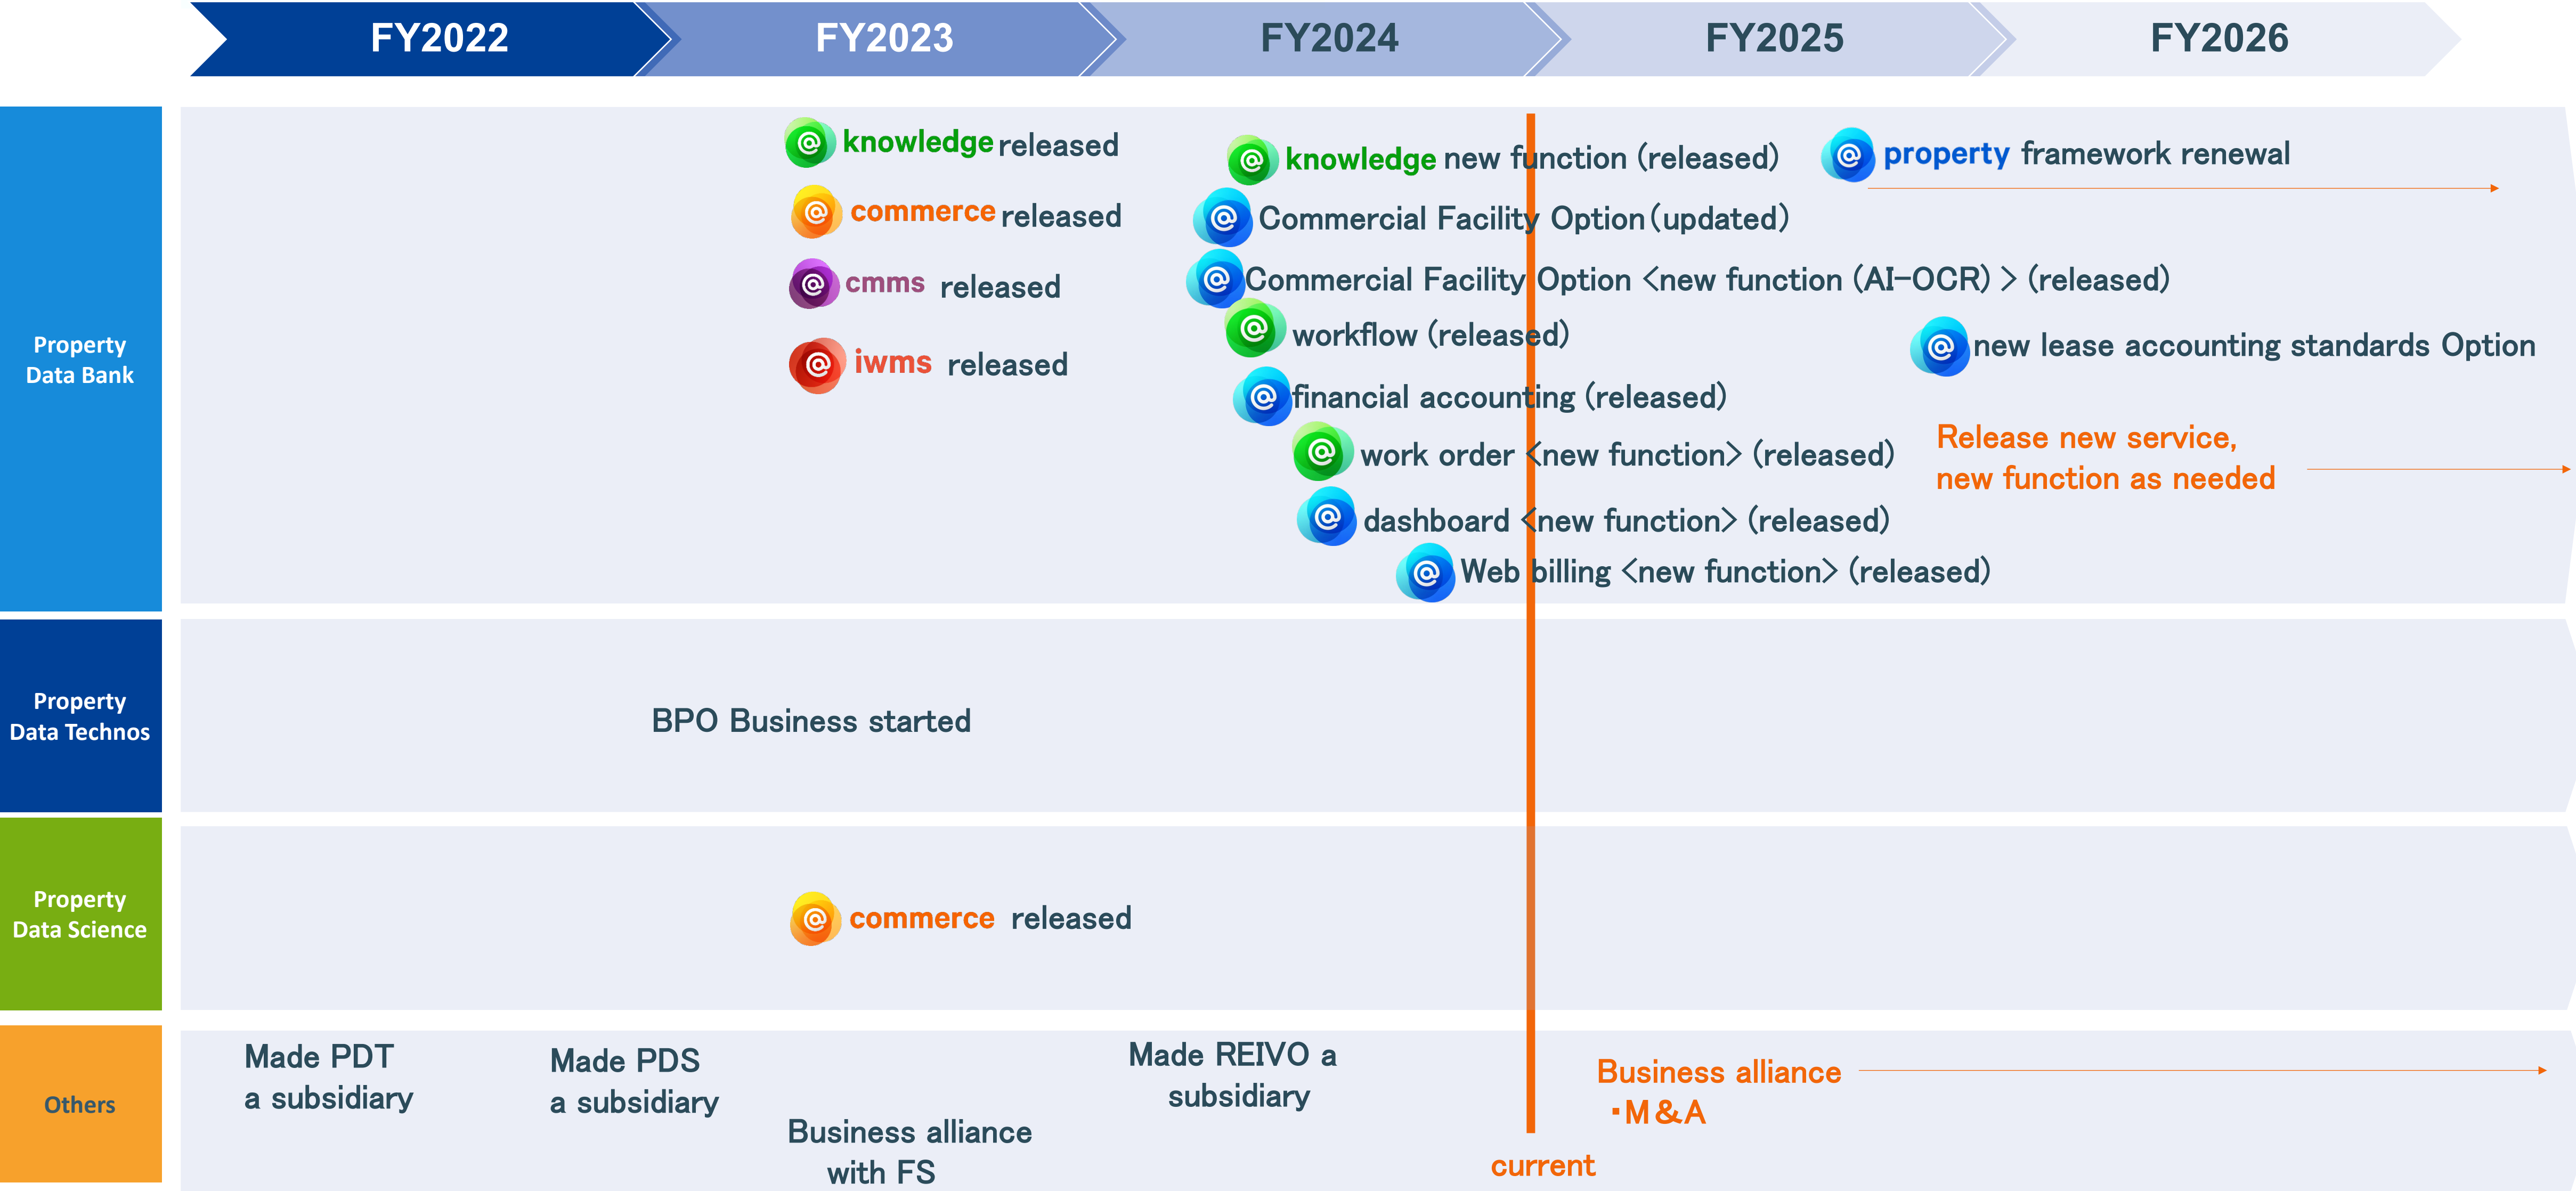 FY2022
FY2023
FY2024
FY2025
FY2026
Property
Data Bank
@knowledge released
@commerce released
@cmms released
@iwms released
@knowledge new function (released)
@Commercial Facility Option(updated)
@Commercial Facility Option <new function (AI-OCR) > (released)
@workflow (released)
@financial accounting (released)
@work order <new function> (released)
@dashboard <new function> (released)
@Web billing <new function> (released)
@property framework renewal
@new lease accounting standards Option
Release new service,
new function as needed
Property
Data Technos
BPO Business started
Property
Data Science
@commerce released
Others
Made PDT
a subsidiary
Made PDS
a subsidiary
Business alliance
with FS
Made REIVO a
subsidiary
current
Business alliance
・M&A